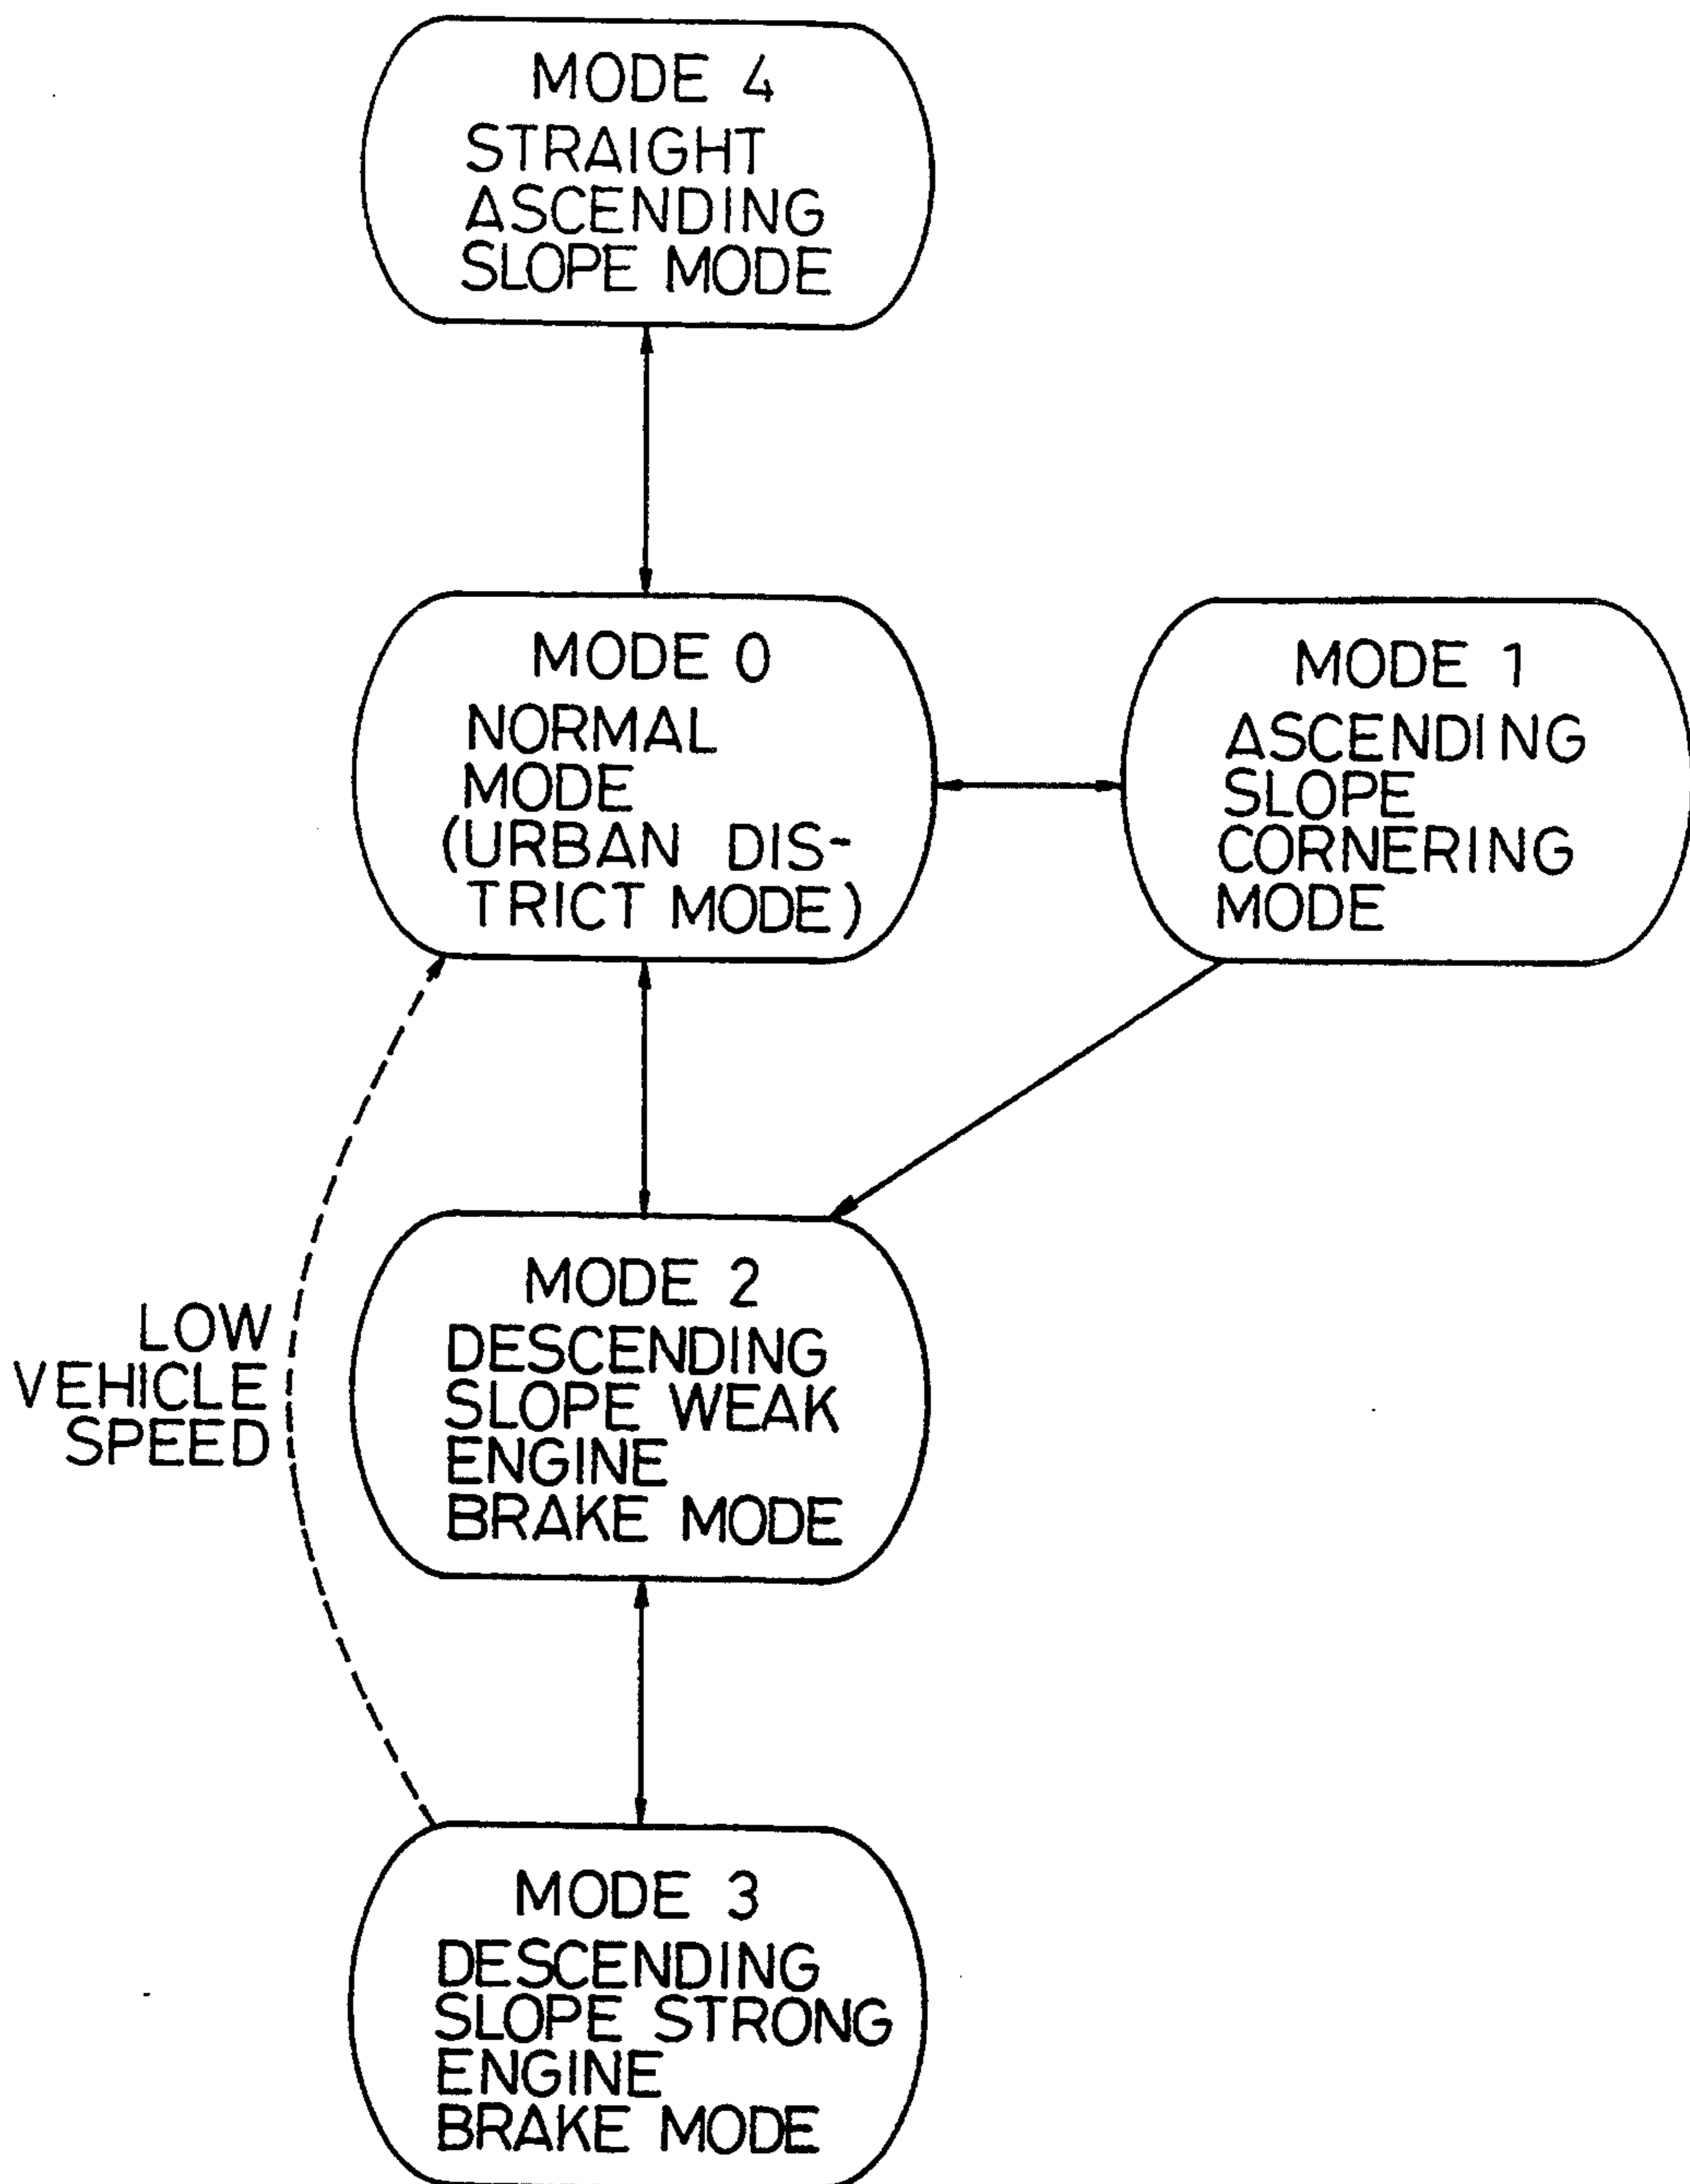 MODE 4
STRAIGHT
ASCENDING
SLOPE MODE
MODE 0
NORMAL
MODE
(URBAN DIS-
TRICT MODE)
MODE 1
ASCENDING
SLOPE
CORNERING
MODE
LOW
VEHICLE
SPEED
MODE 2
DESCENDING
SLOPE WEAK
ENGINE
BRAKE MODE
MODE 3
DESCENDING
SLOPE STRONG
ENGINE
BRAKE MODE